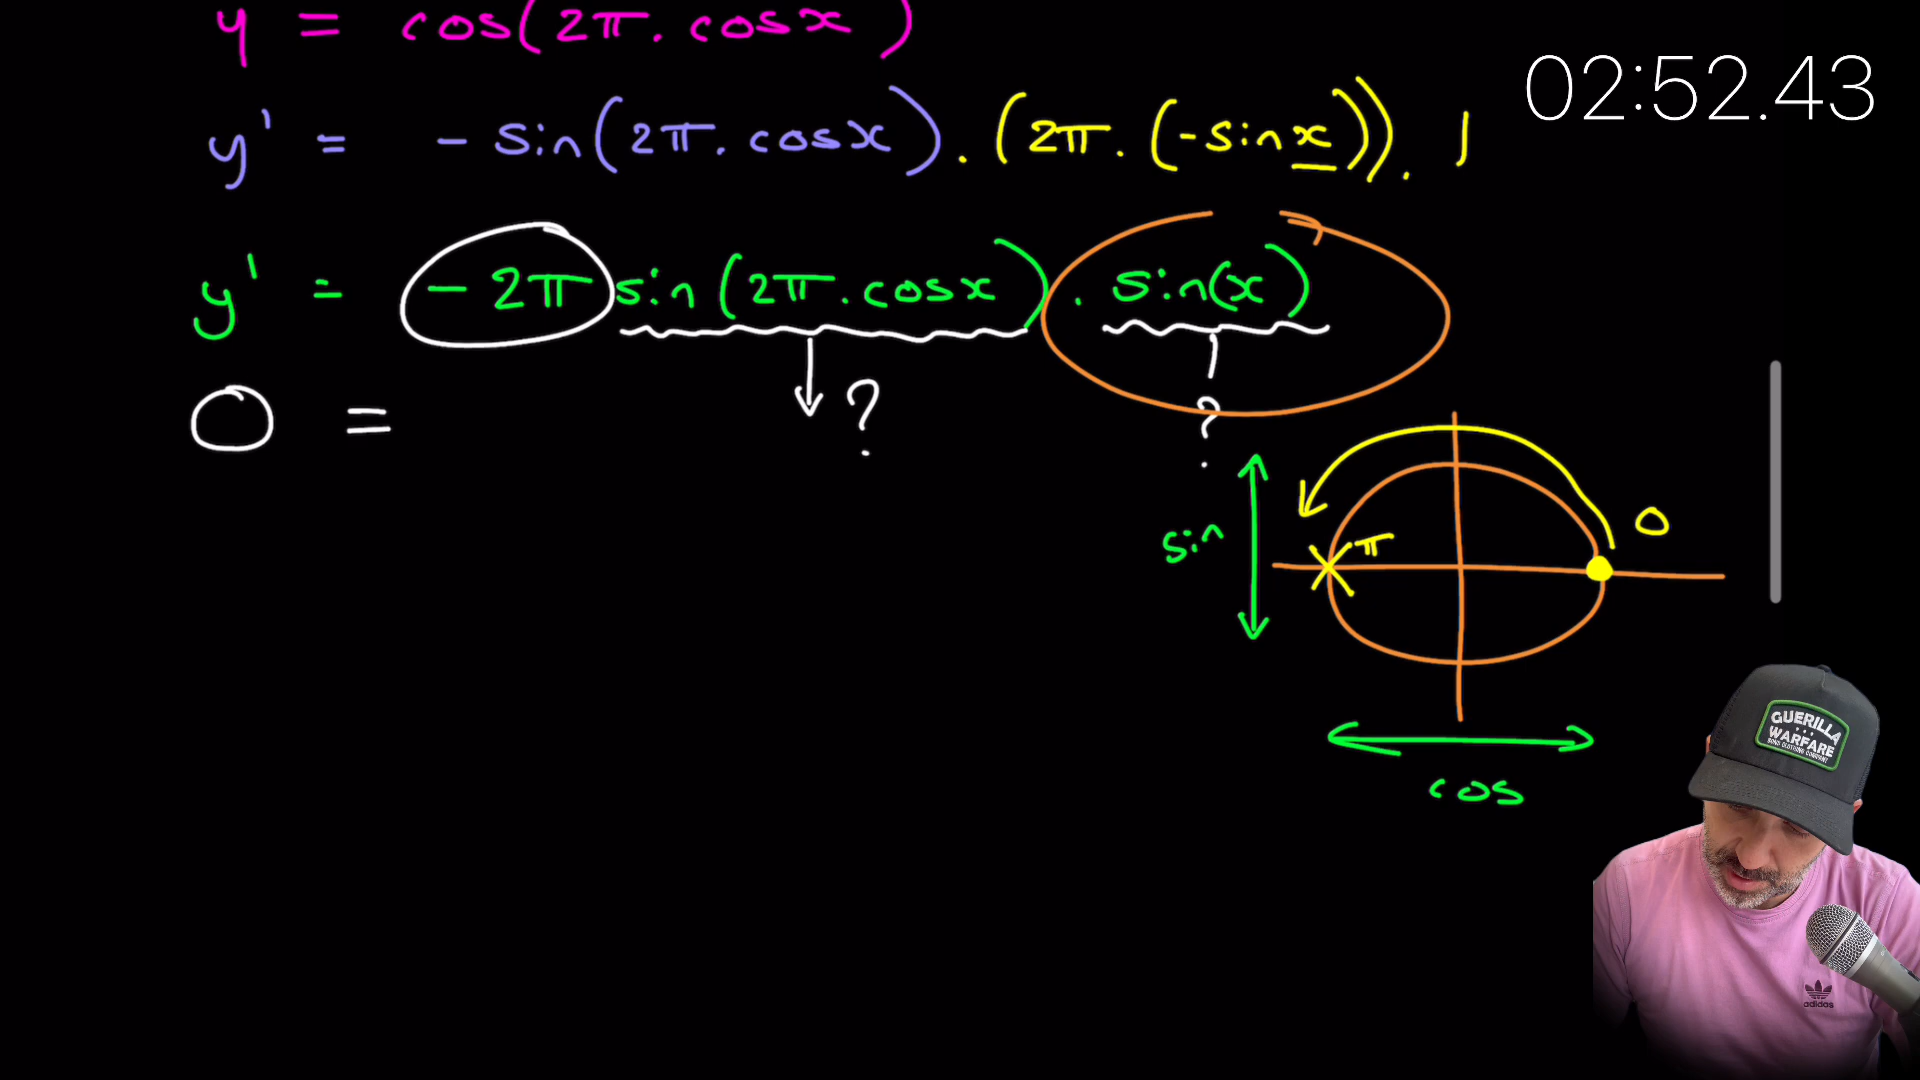 y = cos(2π.cosx)
02:52.43
y' = - sin(2π.cosx).(2π.(-sinx)).1
y' = -2π sin(2π.cosx).sin(x)
0 = ? ?
sin
π
0
cos
GUERILLA
WARFARE
adidas